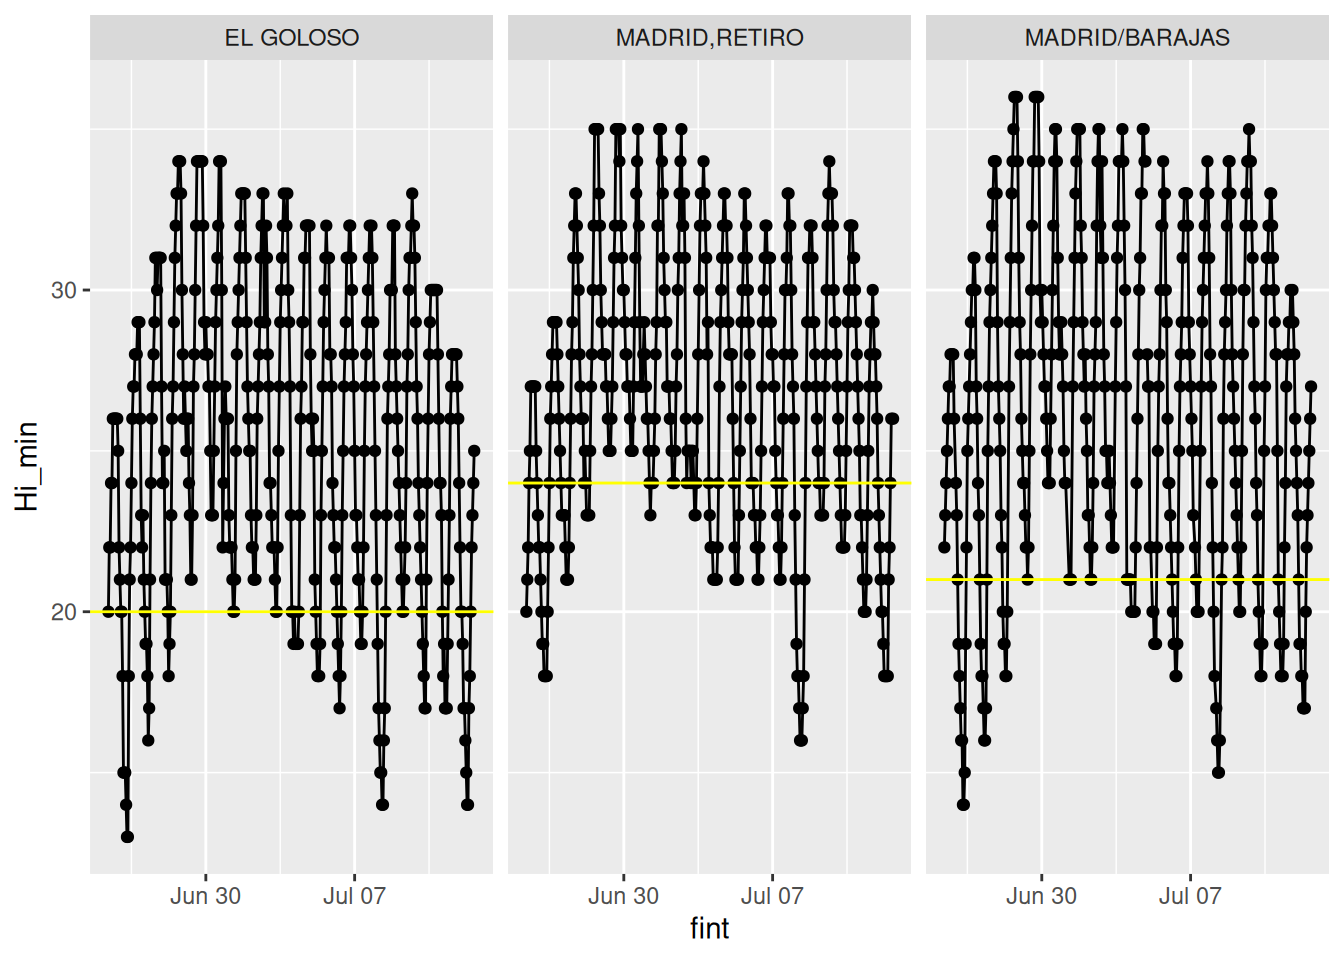 EL GOLOSO
MADRID,RETIRO
MADRID/BARAJAS
Hi_min
30
20
Jun 30
Jul 07
Jun 30
Jul 07
Jun 30
Jul 07
fint